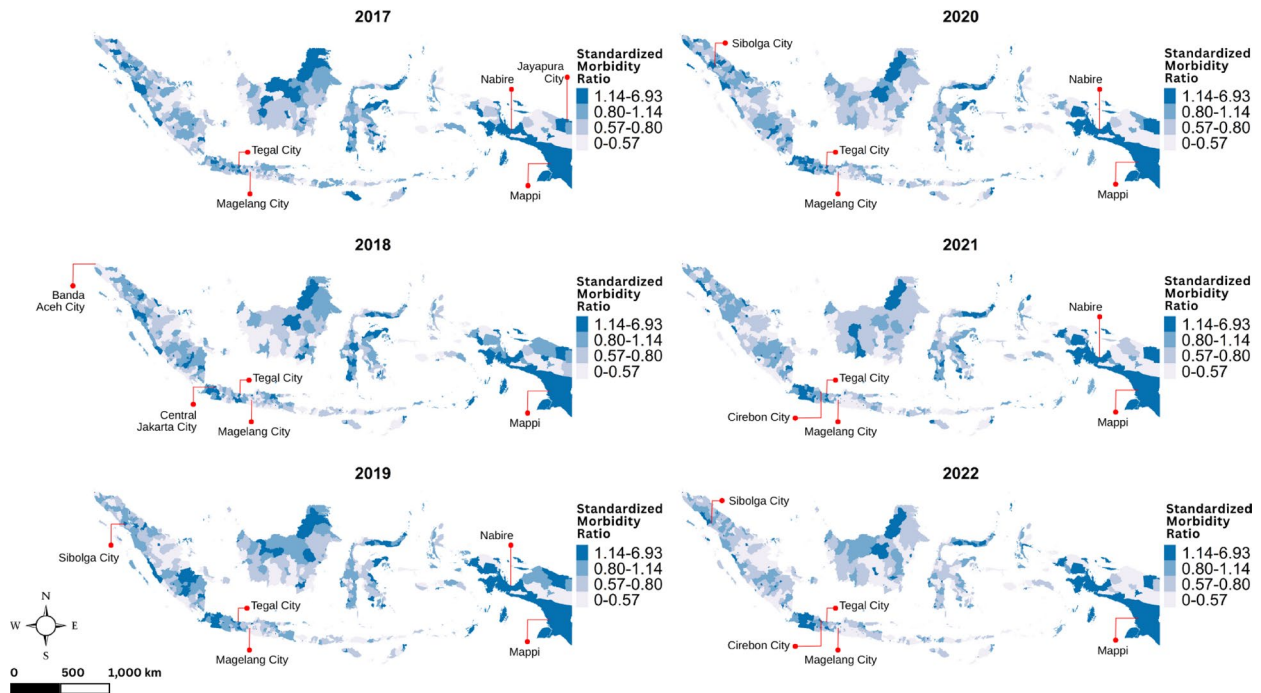 2017
Standardized
Morbidity
Ratio
1.14-6.93
0.80-1.14
0.57-0.80
0-0.57
Jayapura
City
Nabire
Tegal City
Magelang City
Mappi
2020
Standardized
Morbidity
Ratio
1.14-6.93
0.80-1.14
0.57-0.80
0-0.57
Sibolga City
Nabire
Tegal City
Magelang City
Mappi
2018
Standardized
Morbidity
Ratio
1.14-6.93
0.80-1.14
0.57-0.80
0-0.57
Banda
Aceh City
Tegal City
Central
Jakarta City
Magelang City
Mappi
2021
Standardized
Morbidity
Ratio
1.14-6.93
0.80-1.14
0.57-0.80
0-0.57
Nabire
Tegal City
Cirebon City
Magelang City
Mappi
2019
Standardized
Morbidity
Ratio
1.14-6.93
0.80-1.14
0.57-0.80
0-0.57
Sibolga City
Nabire
Tegal City
Magelang City
Mappi
N
W E
S
0 500 1,000 km
2022
Standardized
Morbidity
Ratio
1.14-6.93
0.80-1.14
0.57-0.80
0-0.57
Sibolga City
Tegal City
Cirebon City
Magelang City
Mappi